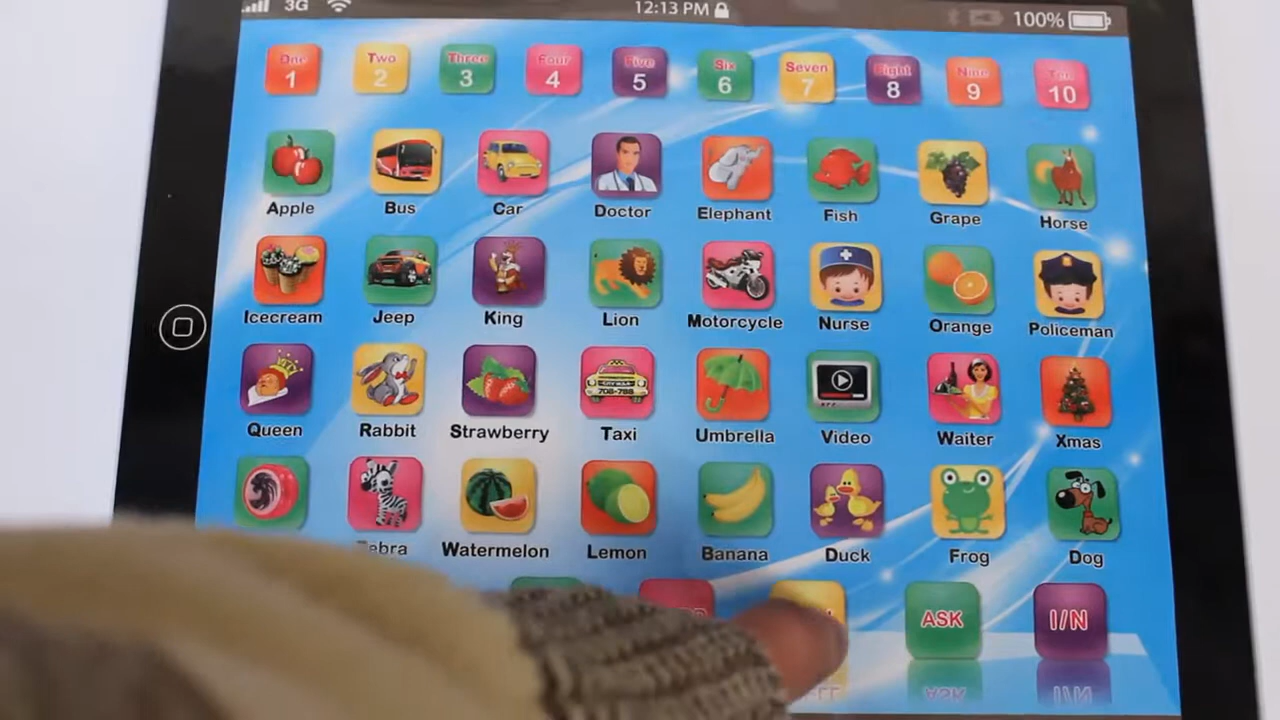 3G 12:13 PM 100%
One Two Three Four Five Six Seven Eight Nine Ten
1 2 3 4 5 6 7 8 9 10
Apple Bus Car Doctor Elephant Fish Grape Horse
Icecream Jeep King Lion Motorcycle Nurse Orange Policeman
Queen Rabbit Strawberry Taxi Umbrella Video Waiter Xmas
Zebra Watermelon Lemon Banana Duck Frog Dog
ASK I/N